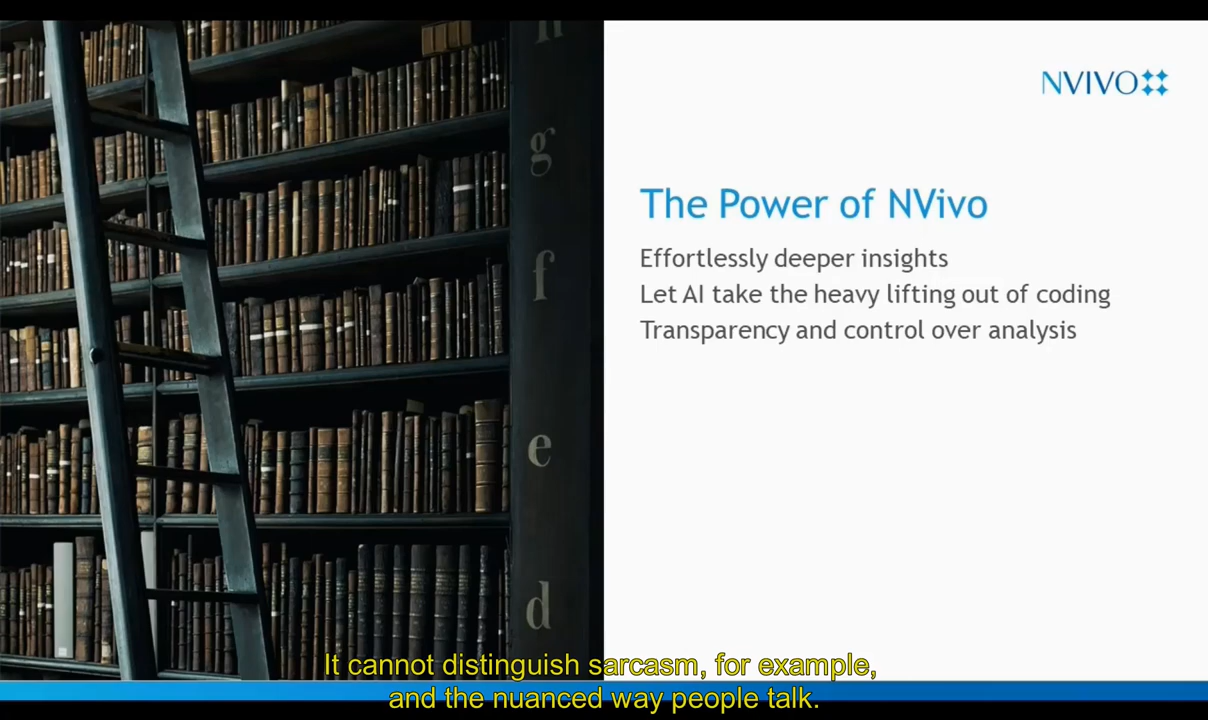 h
g
f
e
d
NVIVO
The Power of NVivo
Effortlessly deeper insights
Let AI take the heavy lifting out of coding
Transparency and control over analysis
It cannot distinguish sarcasm, for example,
and the nuanced way people talk.